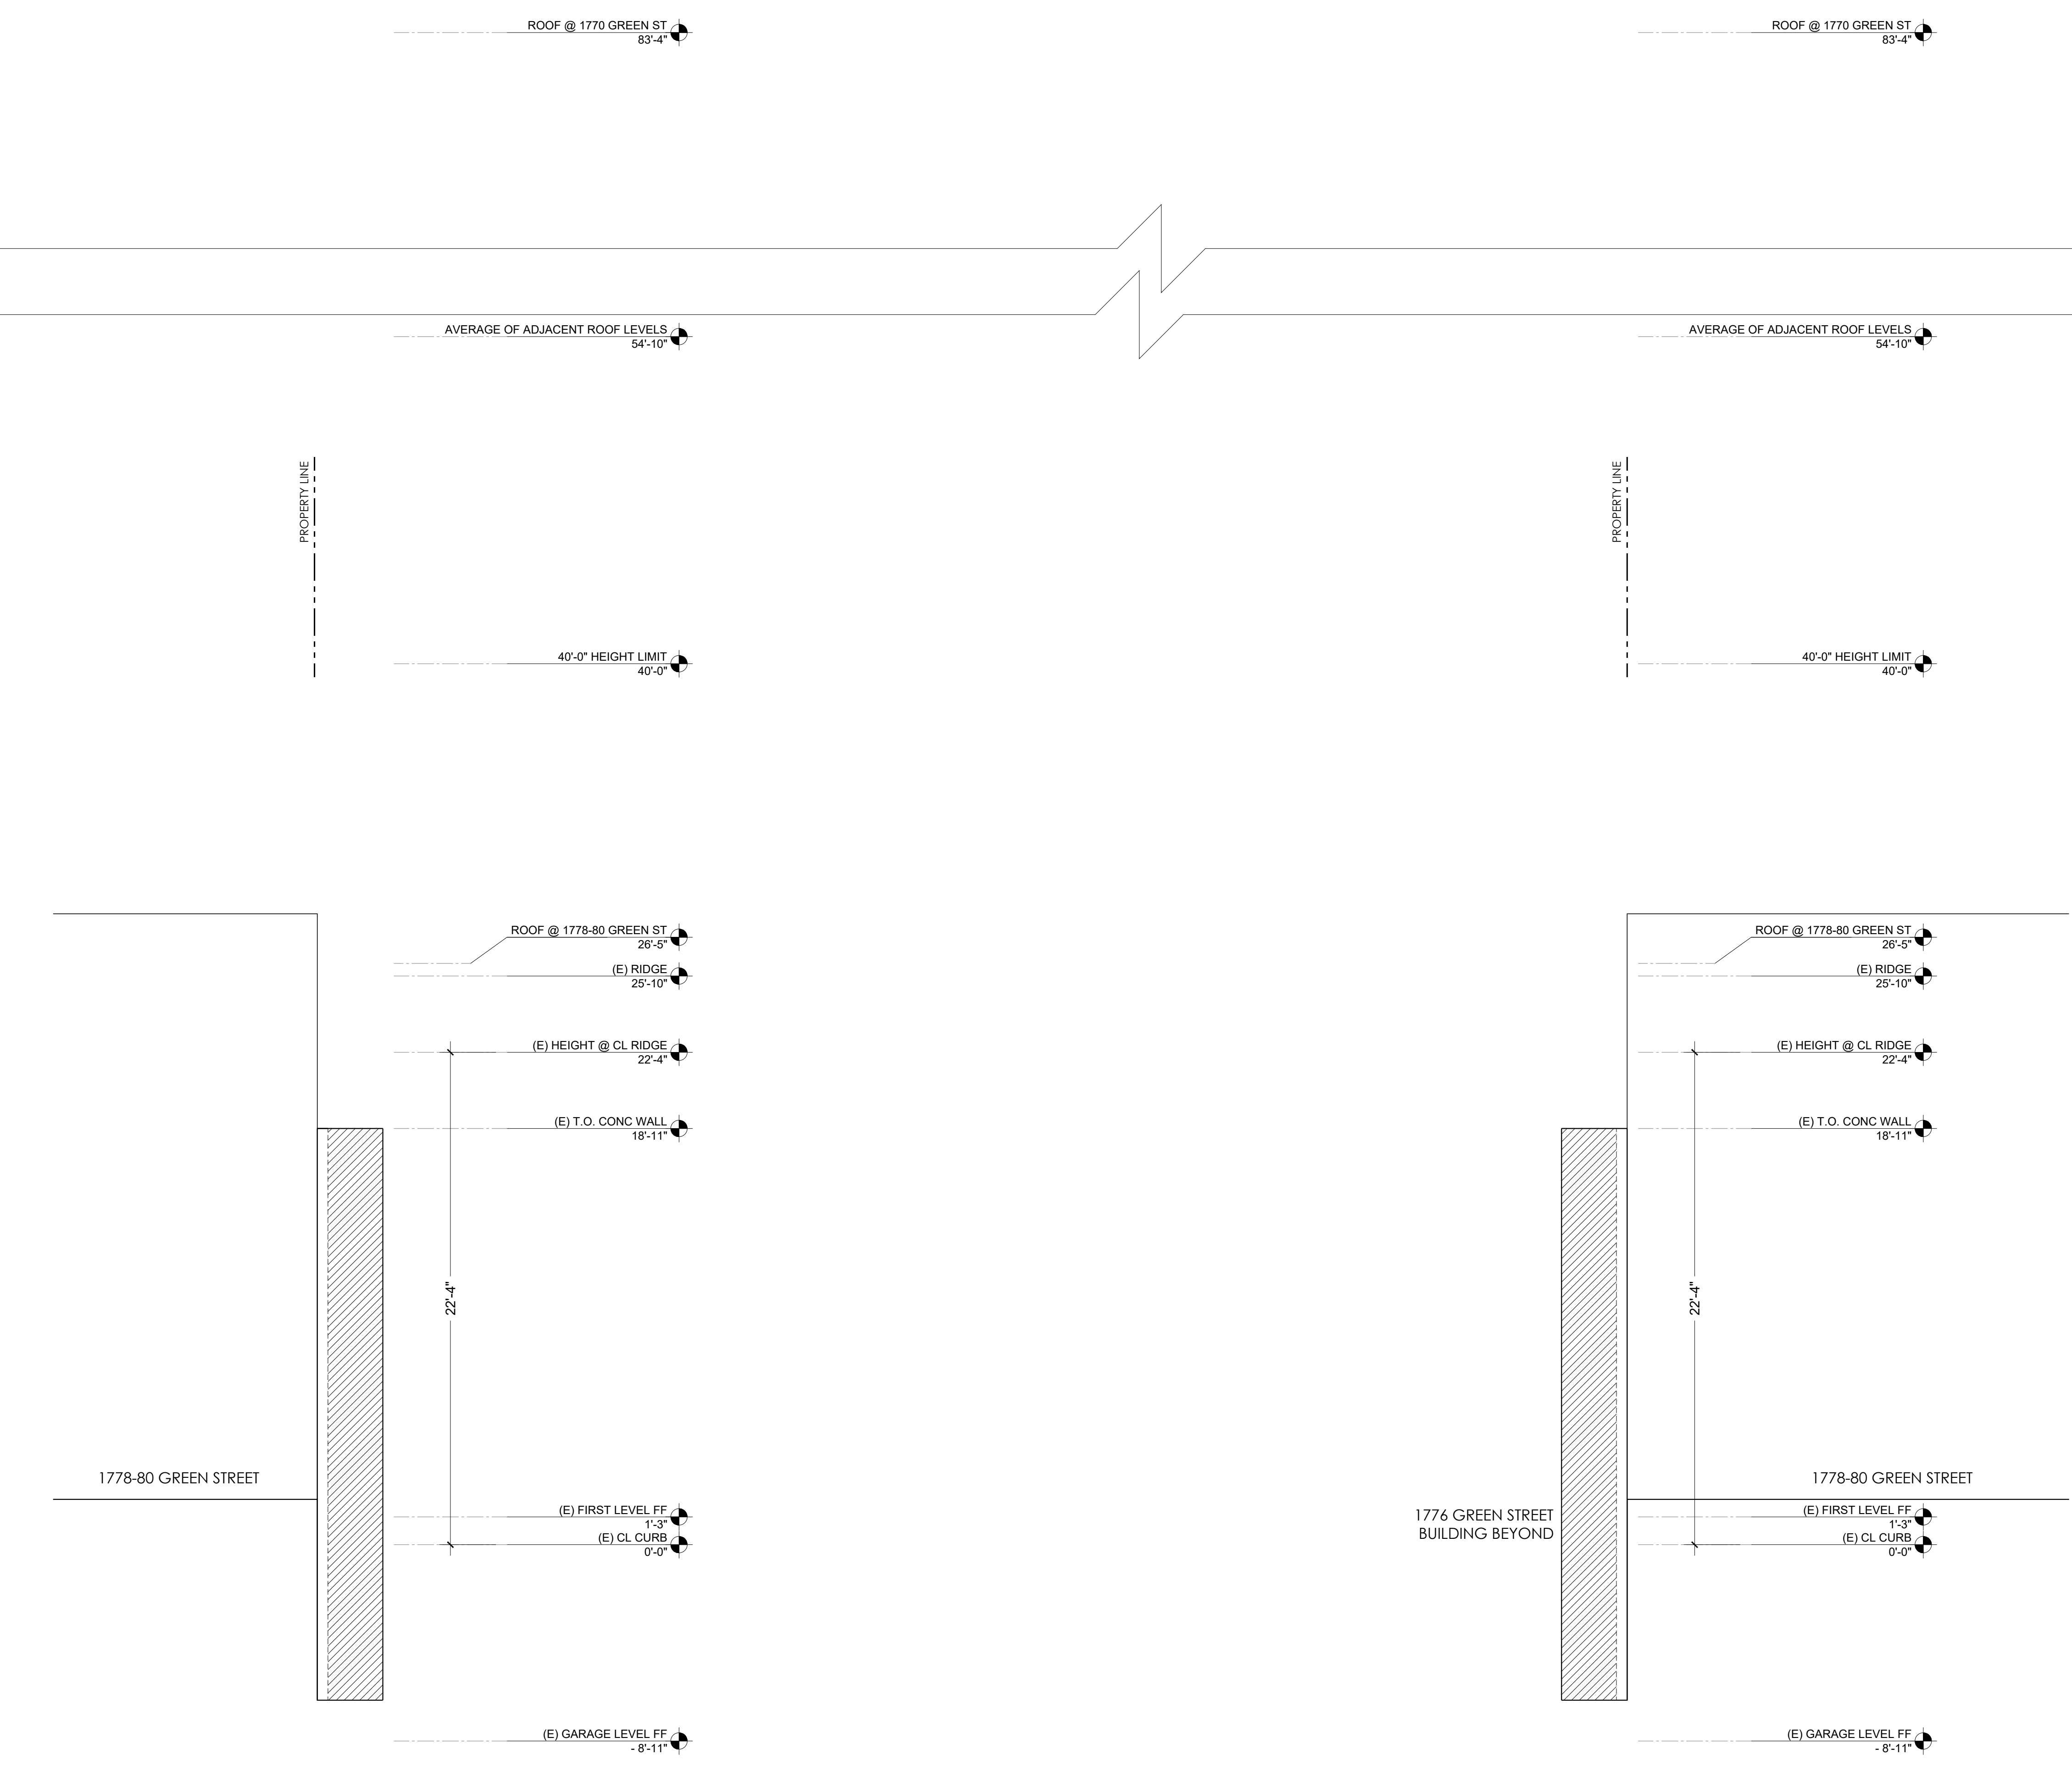 ROOF @ 1770 GREEN ST
83'-4"
ROOF @ 1770 GREEN ST
83'-4"
AVERAGE OF ADJACENT ROOF LEVELS
54'-10"
AVERAGE OF ADJACENT ROOF LEVELS
54'-10"
PROPERTY LINE
PROPERTY LINE
40'-0" HEIGHT LIMIT
40'-0"
40'-0" HEIGHT LIMIT
40'-0"
ROOF @ 1778-80 GREEN ST
26'-5"
ROOF @ 1778-80 GREEN ST
26'-5"
(E) RIDGE
25'-10"
(E) RIDGE
25'-10"
(E) HEIGHT @ CL RIDGE
22'-4"
(E) HEIGHT @ CL RIDGE
22'-4"
(E) T.O. CONC WALL
18'-11"
(E) T.O. CONC WALL
18'-11"
22'-4"
22'-4"
1778-80 GREEN STREET
1778-80 GREEN STREET
1776 GREEN STREET
BUILDING BEYOND
(E) FIRST LEVEL FF
1'-3"
(E) FIRST LEVEL FF
1'-3"
(E) CL CURB
0'-0"
(E) CL CURB
0'-0"
(E) GARAGE LEVEL FF
- 8'-11"
(E) GARAGE LEVEL FF
- 8'-11"